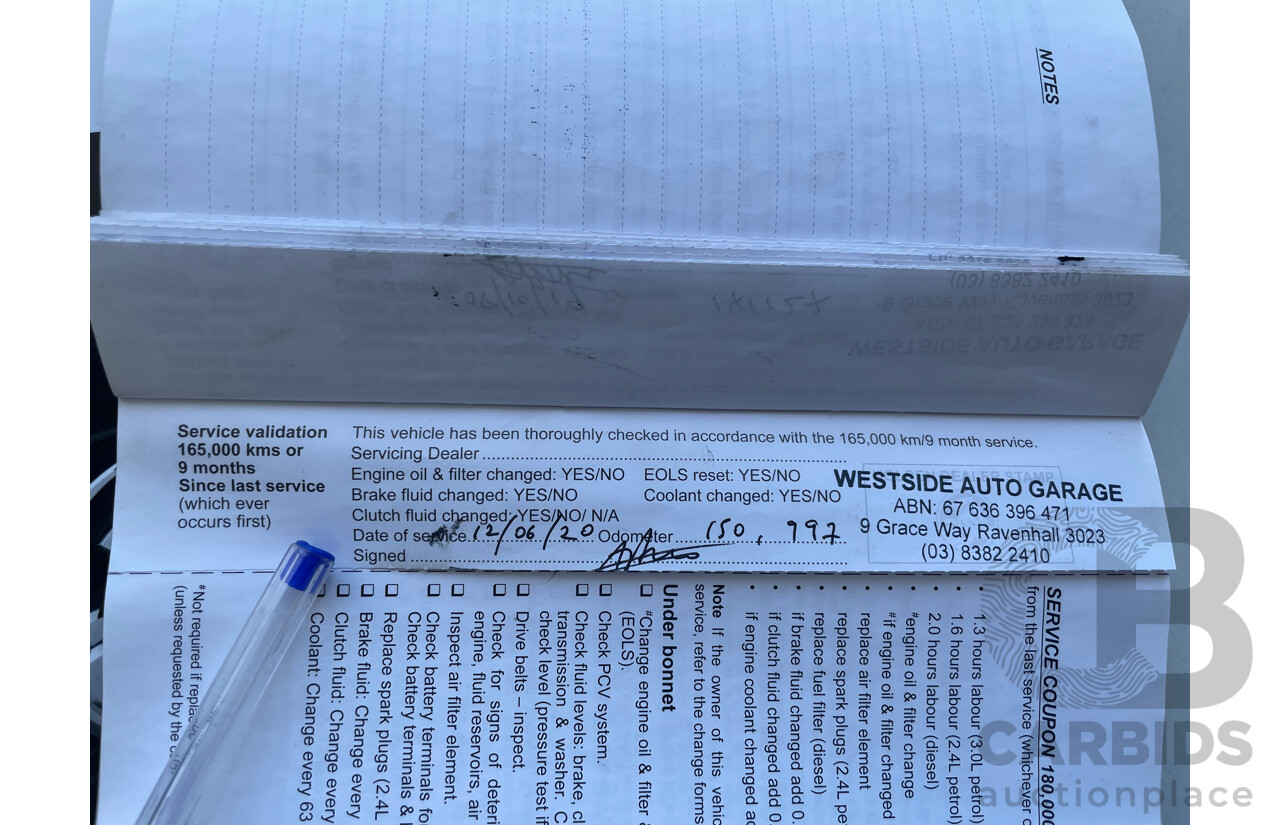 NOTES
Service validation
165,000 kms or
9 months
Since last service
(which ever
occurs first)
This vehicle has been thoroughly checked in accordance with the 165,000 km/9 month service.
Servicing Dealer
Engine oil & filter changed: YES/NO EOLS reset: YES/NO
Brake fluid changed: YES/NO Coolant changed: YES/NO
Clutch fluid changed: YES/NO/ N/A
Date of service 12/06/20 Odometer 150,997
Signed
WESTSIDE AUTO GARAGE
ABN: 67 636 396 471
9 Grace Way Ravenhall 3023
(03) 8382 2410
SERVICE COUPON 180,000
from the last service (whichever
• 1.3 hours labour (3.0L petrol)
• 1.6 hours labour (2.4L petrol)
• 2.0 hours labour (diesel)
• #engine oil & filter change
• #if engine oil & filter changed
• replace air filter element
• replace spark plugs (2.4L
• replace fuel filter (diesel)
• if brake fluid changed add 0.
• if clutch fluid changed add 0.
• if engine coolant changed
Note If the owner of this
service, refer to the change forms
Under bonnet
#Change engine oil & filter
(EOLS).
Check PCV system.
Check fluid levels: brake,
transmission & washer.
check level (pressure test
Drive belts – inspect.
Check for signs of
engine, fluid reservoirs, air
Inspect air filter element.
Check battery terminals
Check battery terminals &
Replace spark plugs (2.4L
Brake fluid: Change every
Clutch fluid: Change every
Coolant: Change every 63
#Not required if
(unless requested by the
CARBIDS
auctionplace